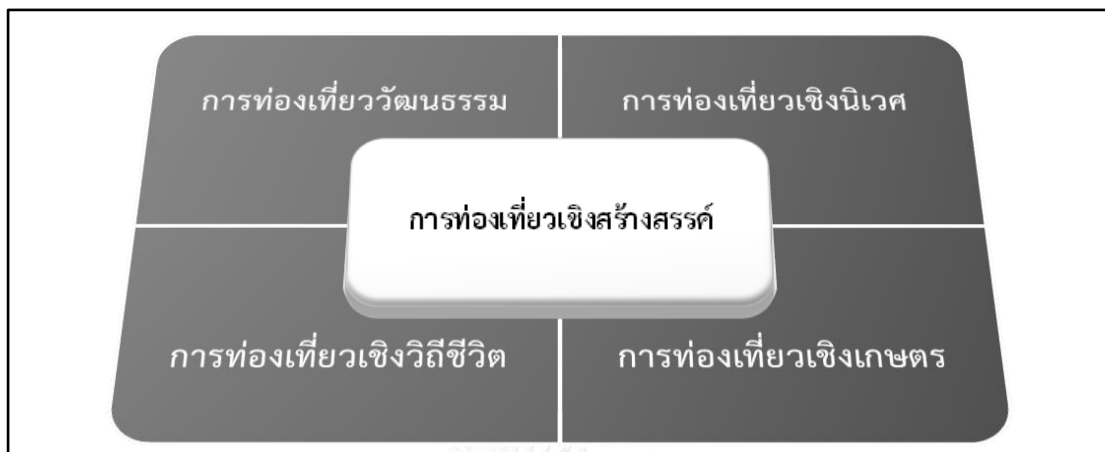 การท่องเที่ยววัฒนธรรม
การท่องเที่ยวเชิงนิเวศ
การท่องเที่ยวเชิงสร้างสรรค์
การท่องเที่ยวเชิงวิถีชีวิต
การท่องเที่ยวเชิงเกษตร